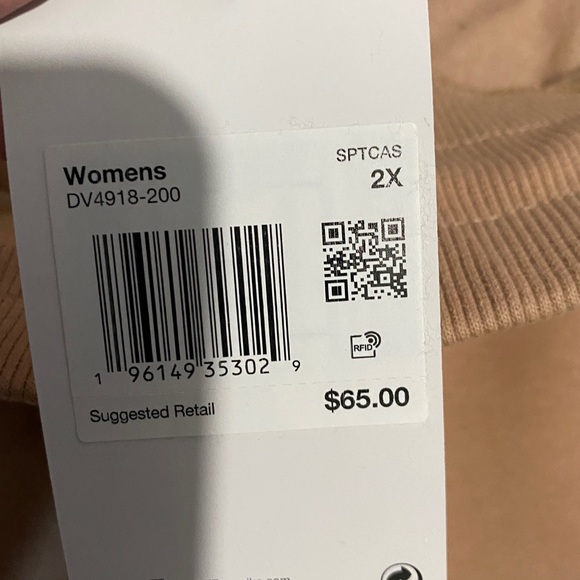 Womens
DV4918-200
SPTCAS
2X
RFID
1 96149 35302 9
Suggested Retail
$65.00